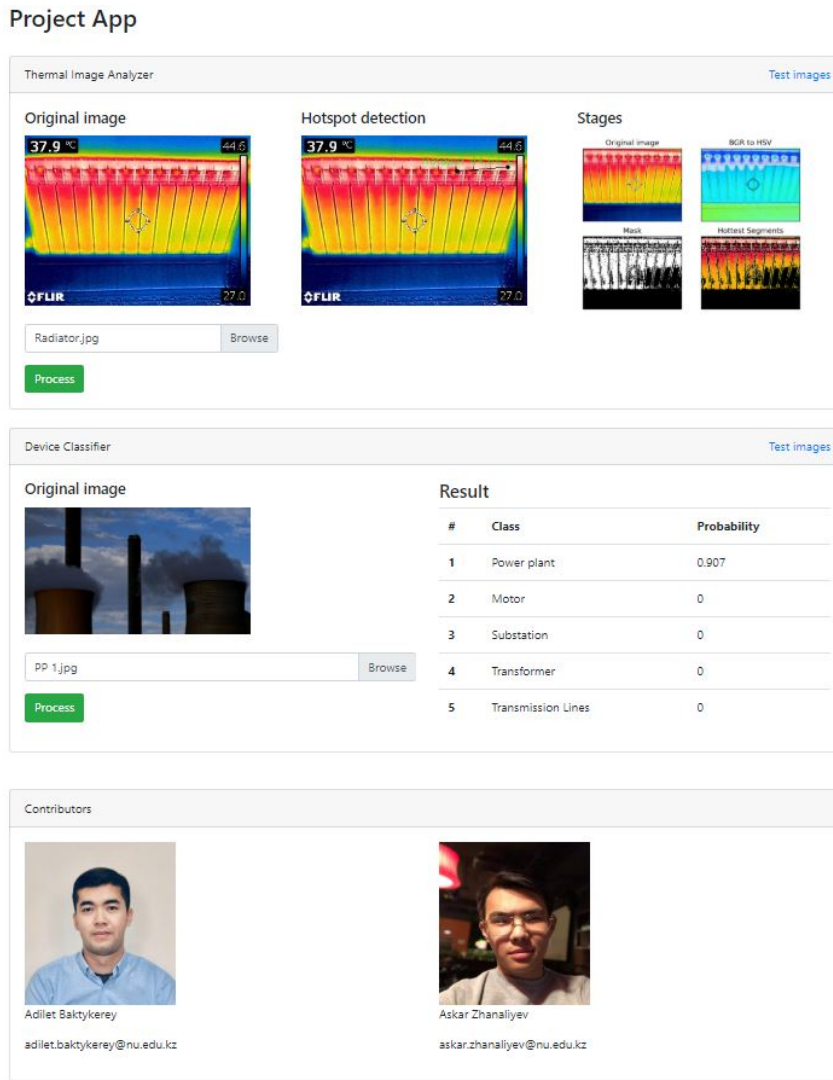 Project App
Thermal Image Analyzer Test images
Original image Hotspot detection Stages
37.9 °C 44.6 37.9 °C 44.6 Original image BGR to HSV
Mask Hottest Segments
FLIR 27.0 FLIR 27.0
Radiator.jpg Browse
Process
Device Classifier Test images
Original image Result
# Class Probability
1 Power plant 0.907
2 Motor 0
3 Substation 0
4 Transformer 0
5 Transmission Lines 0
PP 1.jpg Browse
Process
Contributors
Adilet Baktykerey Askar Zhanaliyev
adilet.baktykerey@nu.edu.kz askar.zhanaliyev@nu.edu.kz